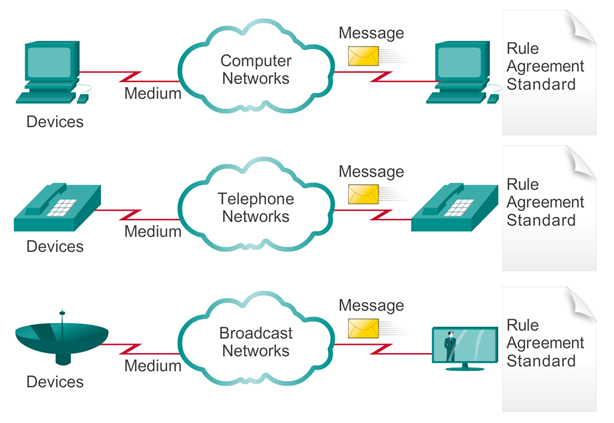 Message
Computer
Networks
Medium
Devices
Rule
Agreement
Standard
Message
Telephone
Networks
Medium
Devices
Rule
Agreement
Standard
Message
Broadcast
Networks
Medium
Devices
Rule
Agreement
Standard